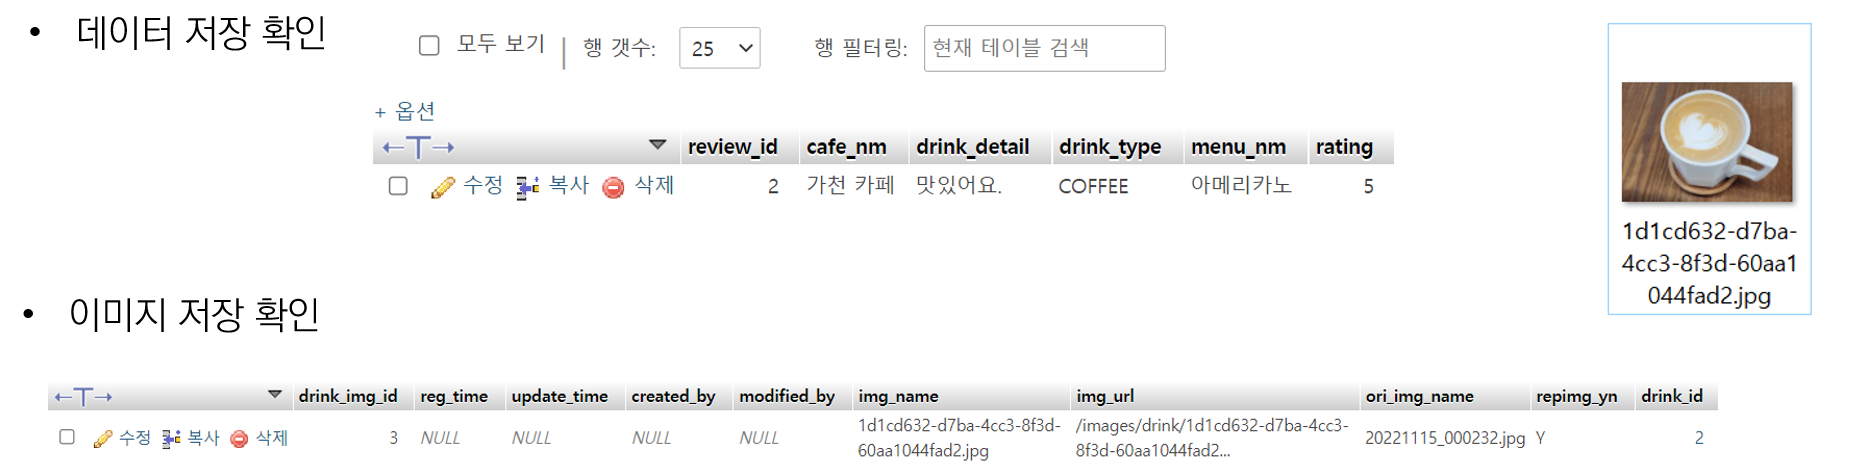 • 데이터 저장 확인
모두 보기 | 행 갯수: 25 행 필터링: 현재 테이블 검색
+ 옵션
←T→ review_id cafe_nm drink_detail drink_type menu_nm rating
수정 복사 삭제 2 가천 카페 맛있어요. COFFEE 아메리카노 5
1d1cd632-d7ba-
4cc3-8f3d-60aa1
044fad2.jpg
• 이미지 저장 확인
←T→ drink_img_id reg_time update_time created_by modified_by img_name img_url ori_img_name repimg_yn drink_id
수정 복사 삭제 3 NULL NULL NULL NULL 1d1cd632-d7ba-4cc3-8f3d- /images/drink/1d1cd632-d7ba-4cc3- 20221115_000232.jpg Y 2
60aa1044fad2.jpg 8f3d-60aa1044fad2...